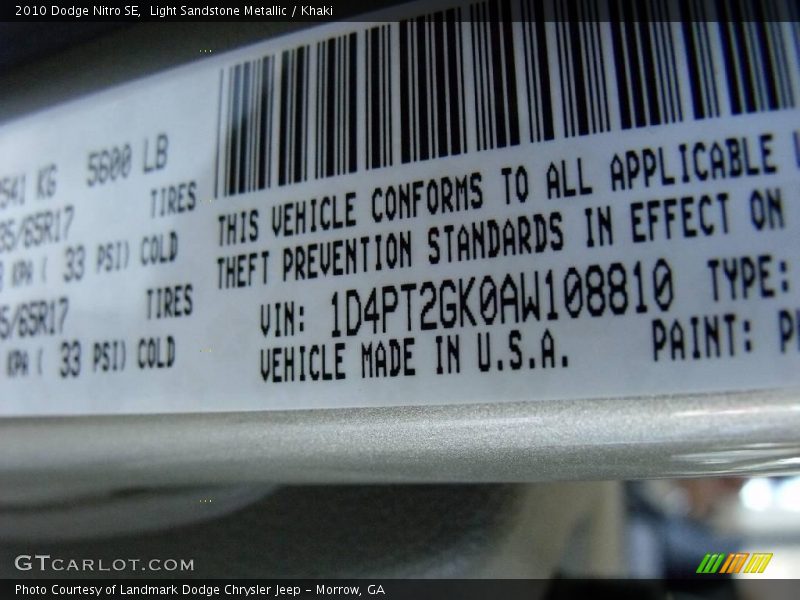 2010 Dodge Nitro SE,  Light Sandstone Metallic / Khaki
541 KG 5600 LB
TIRES
35/65R17
KPA ( 33 PSI) COLD
TIRES
5/65R17
KPA ( 33 PSI) COLD
THIS VEHICLE CONFORMS TO ALL APPLICABLE
THEFT PREVENTION STANDARDS IN EFFECT ON
VIN: 1D4PT2GK0AW108810 TYPE:
VEHICLE MADE IN U.S.A. PAINT:
GTCARLOT.COM
Photo Courtesy of Landmark Dodge Chrysler Jeep - Morrow, GA